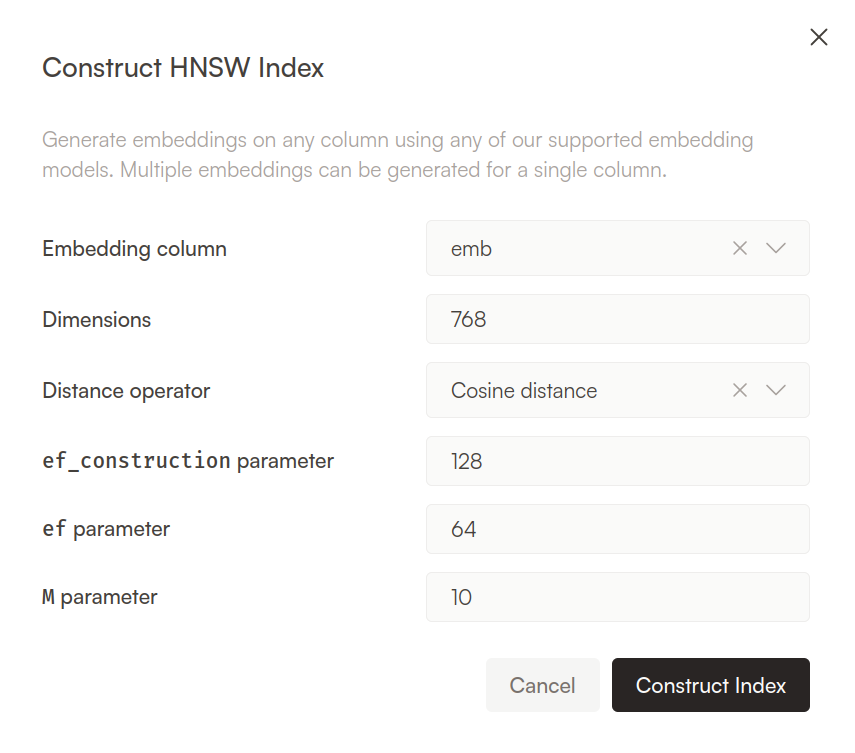 Construct HNSW Index
Generate embeddings on any column using any of our supported embedding
models. Multiple embeddings can be generated for a single column.
Embedding column
emb
Dimensions
768
Distance operator
Cosine distance
ef_construction parameter
128
ef parameter
64
M parameter
10
Cancel
Construct Index